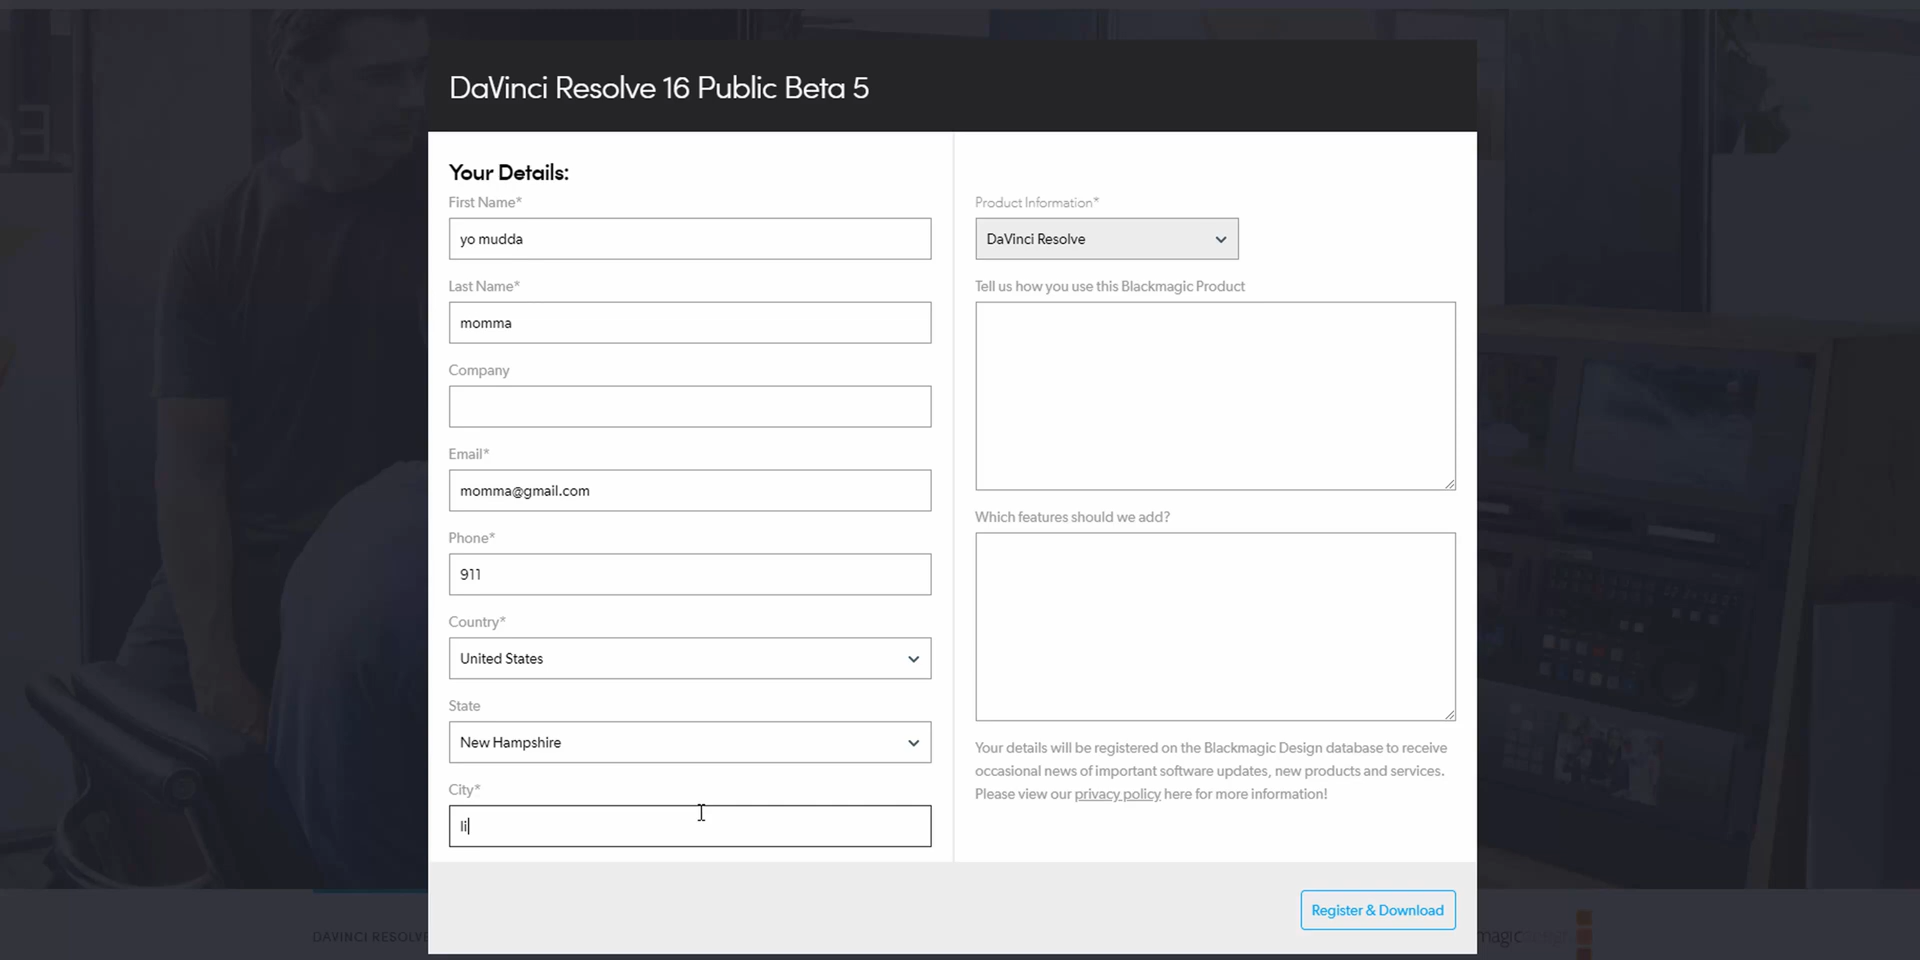 DaVinci Resolve 16 Public Beta 5
Your Details:
First Name*
yo mudda
Last Name*
momma
Company
Email*
momma@gmail.com
Phone*
911
Country*
United States
State
New Hampshire
City*
li
Product Information*
DaVinci Resolve
Tell us how you use this Blackmagic Product
Which features should we add?
Your details will be registered on the Blackmagic Design database to receive
occasional news of important software updates, new products and services.
Please view our privacy policy here for more information!
Register & Download
DAVINCI RESOLVE
magicdesign